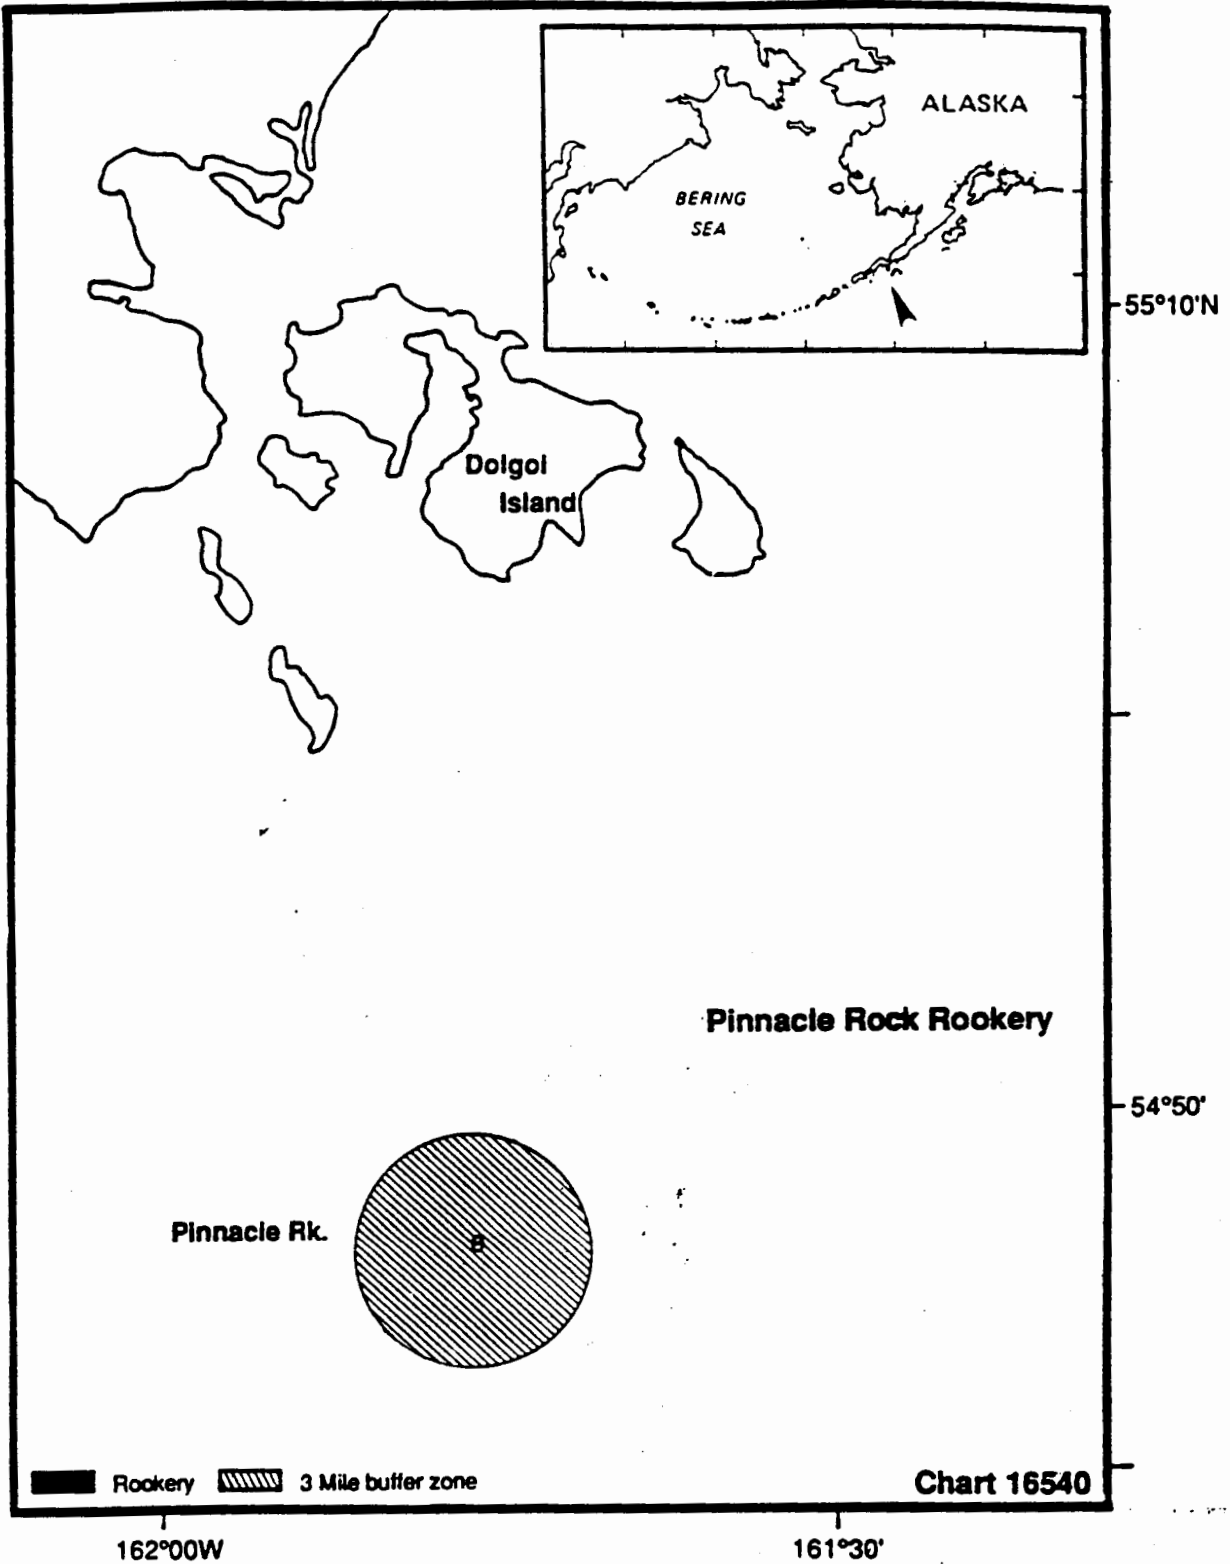 ALASKA
BERING
SEA
55°10'N
Dolgoi
Island
Pinnacle Rock Rookery
54°50'
Pinnacle Rk.
Rookery
3 Mile buffer zone
Chart 16540
162°00W
161°30'